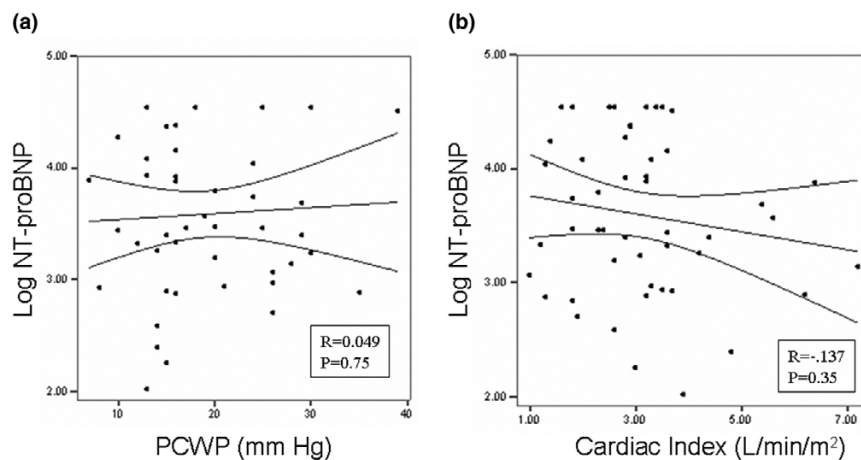 (a)
5.00
4.00
3.00
2.00
Log NT-proBNP
R=0.049
P=0.75
10 20 30 40
PCWP (mm Hg)
(b)
5.00
4.00
3.00
2.00
Log NT-proBNP
R=-.137
P=0.35
1.00 3.00 5.00 7.00
Cardiac Index (L/min/m²)